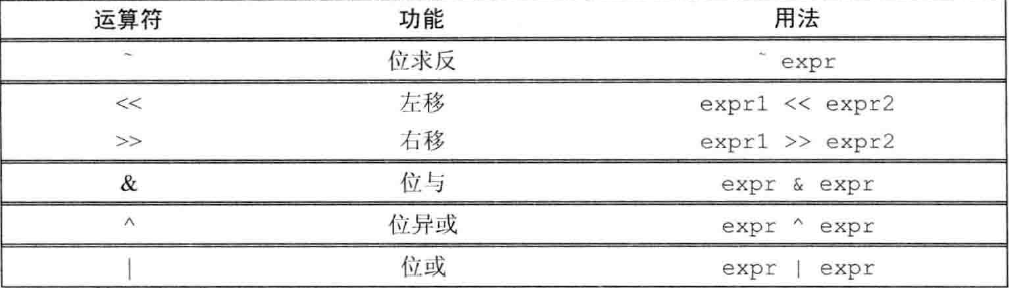 运算符 功能 用法
~ 位求反 ~ expr
<< 左移 expr1 << expr2
>> 右移 expr1 >> expr2
& 位与 expr & expr
^ 位异或 expr ^ expr
| 位或 expr | expr